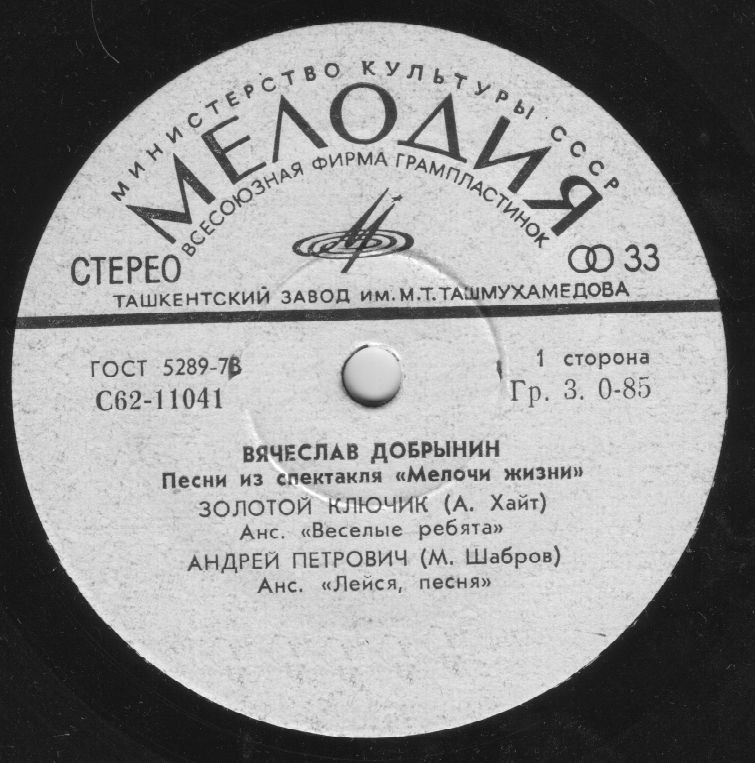 МИНИСТЕРСТВО КУЛЬТУРЫ СССР
МЕЛОДИЯ
ВСЕСОЮЗНАЯ ФИРМА ГРАМПЛАСТИНОК
СТЕРЕО
33
ТАШКЕНТСКИЙ ЗАВОД ИМ. М.Т. ТАШМУХАМЕДОВА
ГОСТ 5289-73
1 сторона
С62-11041
Гр. 3. 0-85
ВЯЧЕСЛАВ ДОБРЫНИН
Песни из спектакля «Мелочи жизни»
ЗОЛОТОЙ КЛЮЧИК (А. Хайт)
Анс. «Веселые ребята»
АНДРЕЙ ПЕТРОВИЧ (М. Шабров)
Анс. «Лейся, песня»